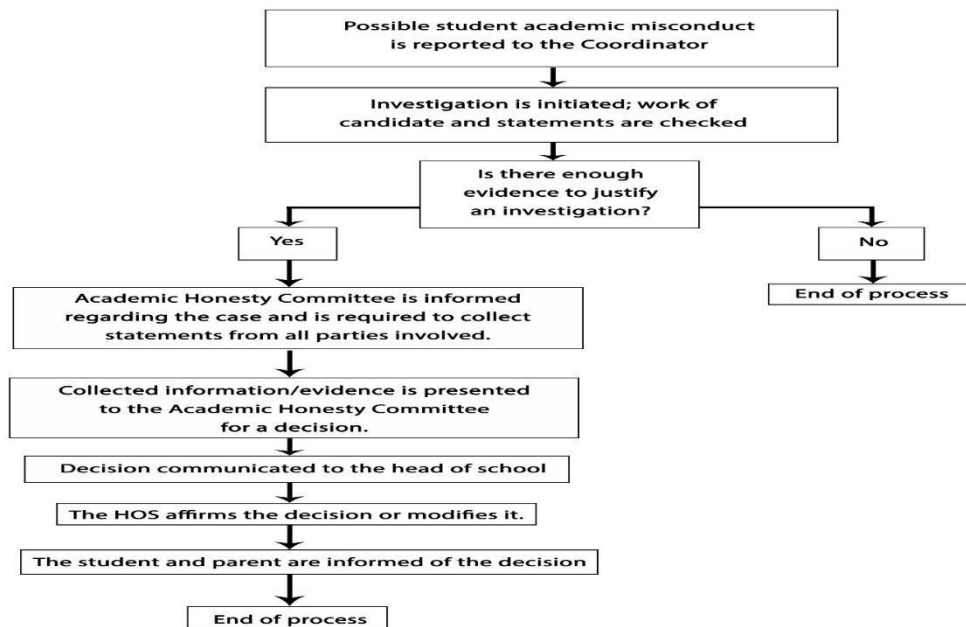 Possible student academic misconduct
is reported to the Coordinator
Investigation is initiated; work of
candidate and statements are checked
Is there enough
evidence to justify
an investigation?
Yes
No
End of process
Academic Honesty Committee is informed
regarding the case and is required to collect
statements from all parties involved.
Collected information/evidence is presented
to the Academic Honesty Committee
for a decision.
Decision communicated to the head of school
The HOS affirms the decision or modifies it.
The student and parent are informed of the decision
End of process